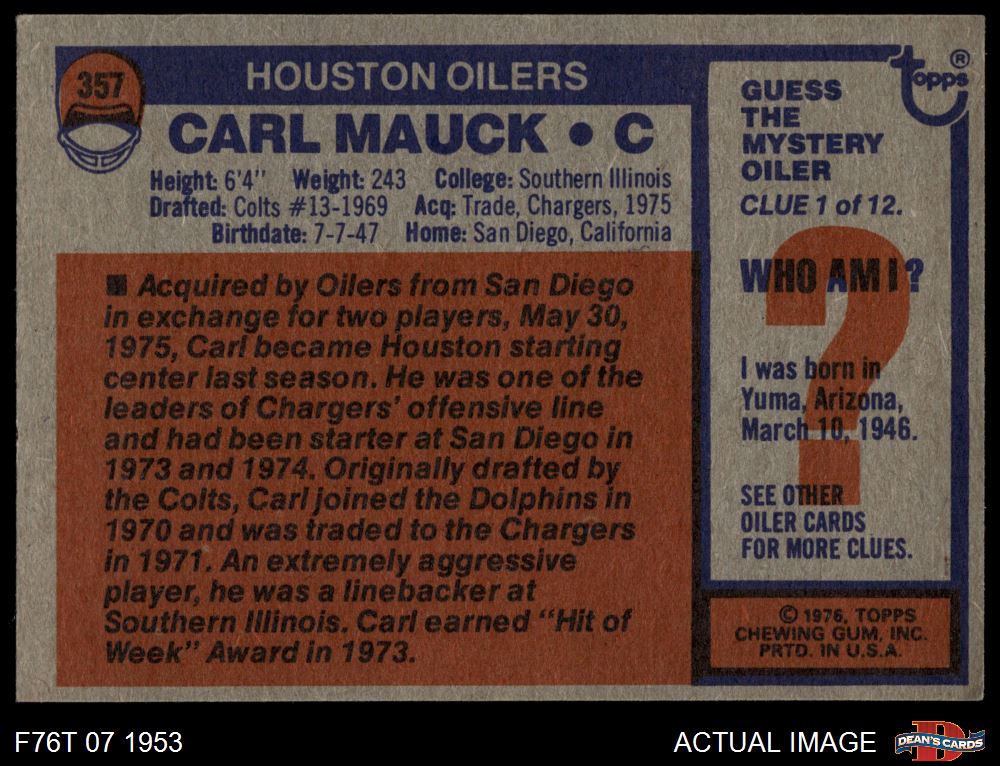 357
HOUSTON OILERS
CARL MAUCK • C
Height: 6'4" Weight: 243 College: Southern Illinois
Drafted: Colts #13-1969 Acq: Trade, Chargers, 1975
Birthdate: 7-7-47 Home: San Diego, California
■ Acquired by Oilers from San Diego
in exchange for two players, May 30,
1975, Carl became Houston starting
center last season. He was one of the
leaders of Chargers' offensive line
and had been starter at San Diego in
1973 and 1974. Originally drafted by
the Colts, Carl joined the Dolphins in
1970 and was traded to the Chargers
in 1971. An extremely aggressive
player, he was a linebacker at
Southern Illinois. Carl earned "Hit of
Week" Award in 1973.
topps®
GUESS
THE
MYSTERY
OILER
CLUE 1 of 12.
WHO AM I?
I was born in
Yuma, Arizona,
March 10, 1946.
SEE OTHER
OILER CARDS
FOR MORE CLUES.
© 1976, TOPPS
CHEWING GUM, INC.
PRTD. IN U.S.A.
F76T 07 1953
ACTUAL IMAGE
DEAN'S CARDS